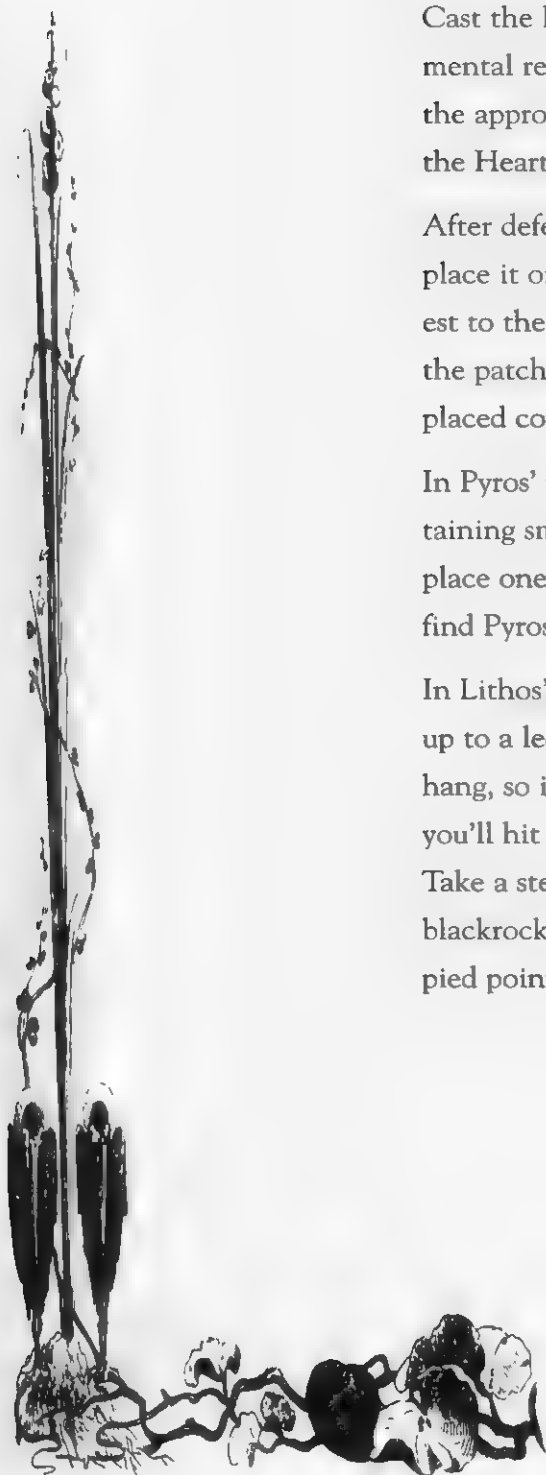 Cast the
mental re
the appro
the Heart
After defe
place it o
est to the
the patch
placed co
In Pyros'
taining sn
place one
find Pyros
In Lithos'
up to a le
hang, so i
you'll hit
Take a ste
blackrock
pied poin